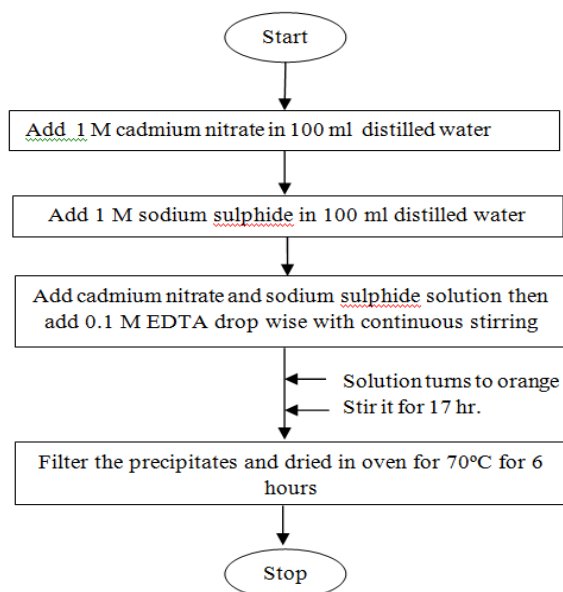 Start
Add 1 M cadmium nitrate in 100 ml distilled water
Add 1 M sodium sulphide in 100 ml distilled water
Add cadmium nitrate and sodium sulphide solution then
add 0.1 M EDTA drop wise with continuous stirring
Solution turns to orange
Stir it for 17 hr.
Filter the precipitates and dried in oven for 70°C for 6
hours
Stop